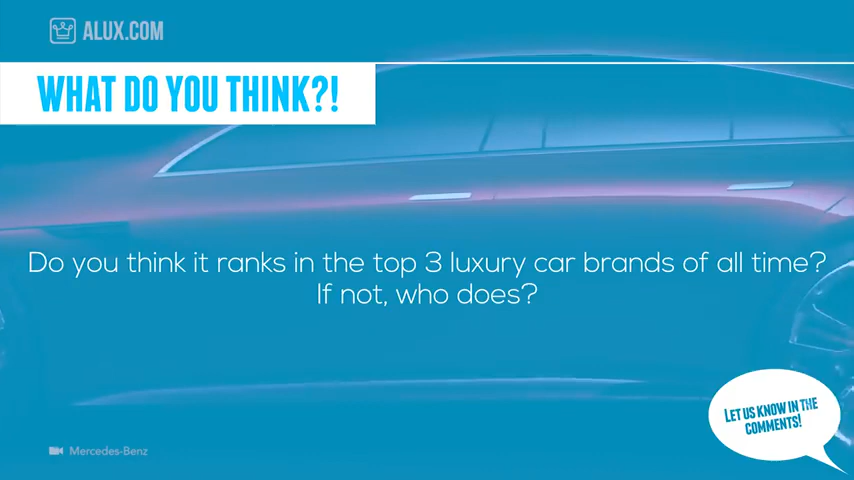 ALUX.COM
WHAT DO YOU THINK?!
Do you think it ranks in the top 3 luxury car brands of all time?
If not, who does?
LET US KNOW IN THE
COMMENTS!
Mercedes-Benz